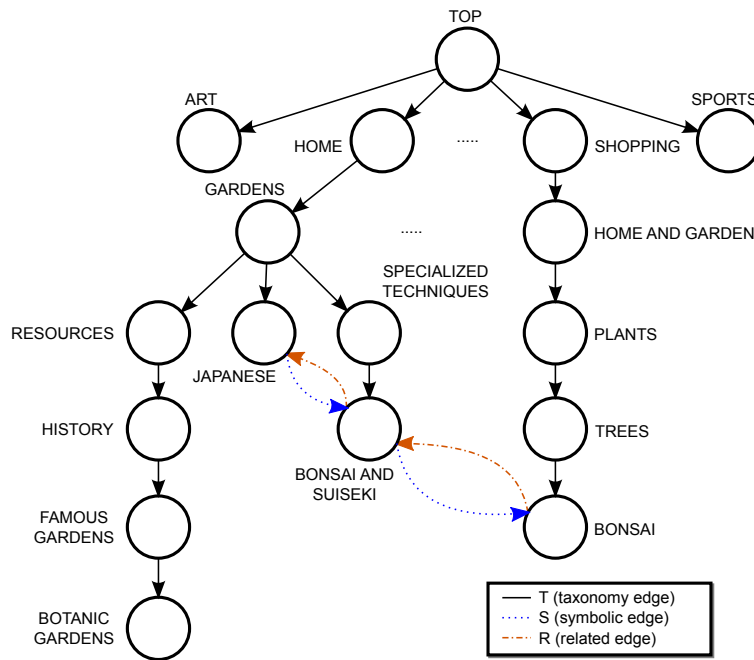 TOP
ART
SPORTS
HOME
.....
SHOPPING
GARDENS
.....
HOME AND GARDEN
SPECIALIZED
TECHNIQUES
RESOURCES
PLANTS
JAPANESE
HISTORY
TREES
BONSAI AND
SUISEKI
FAMOUS
GARDENS
BONSAI
BOTANIC
GARDENS
T (taxonomy edge)
S (symbolic edge)
R (related edge)